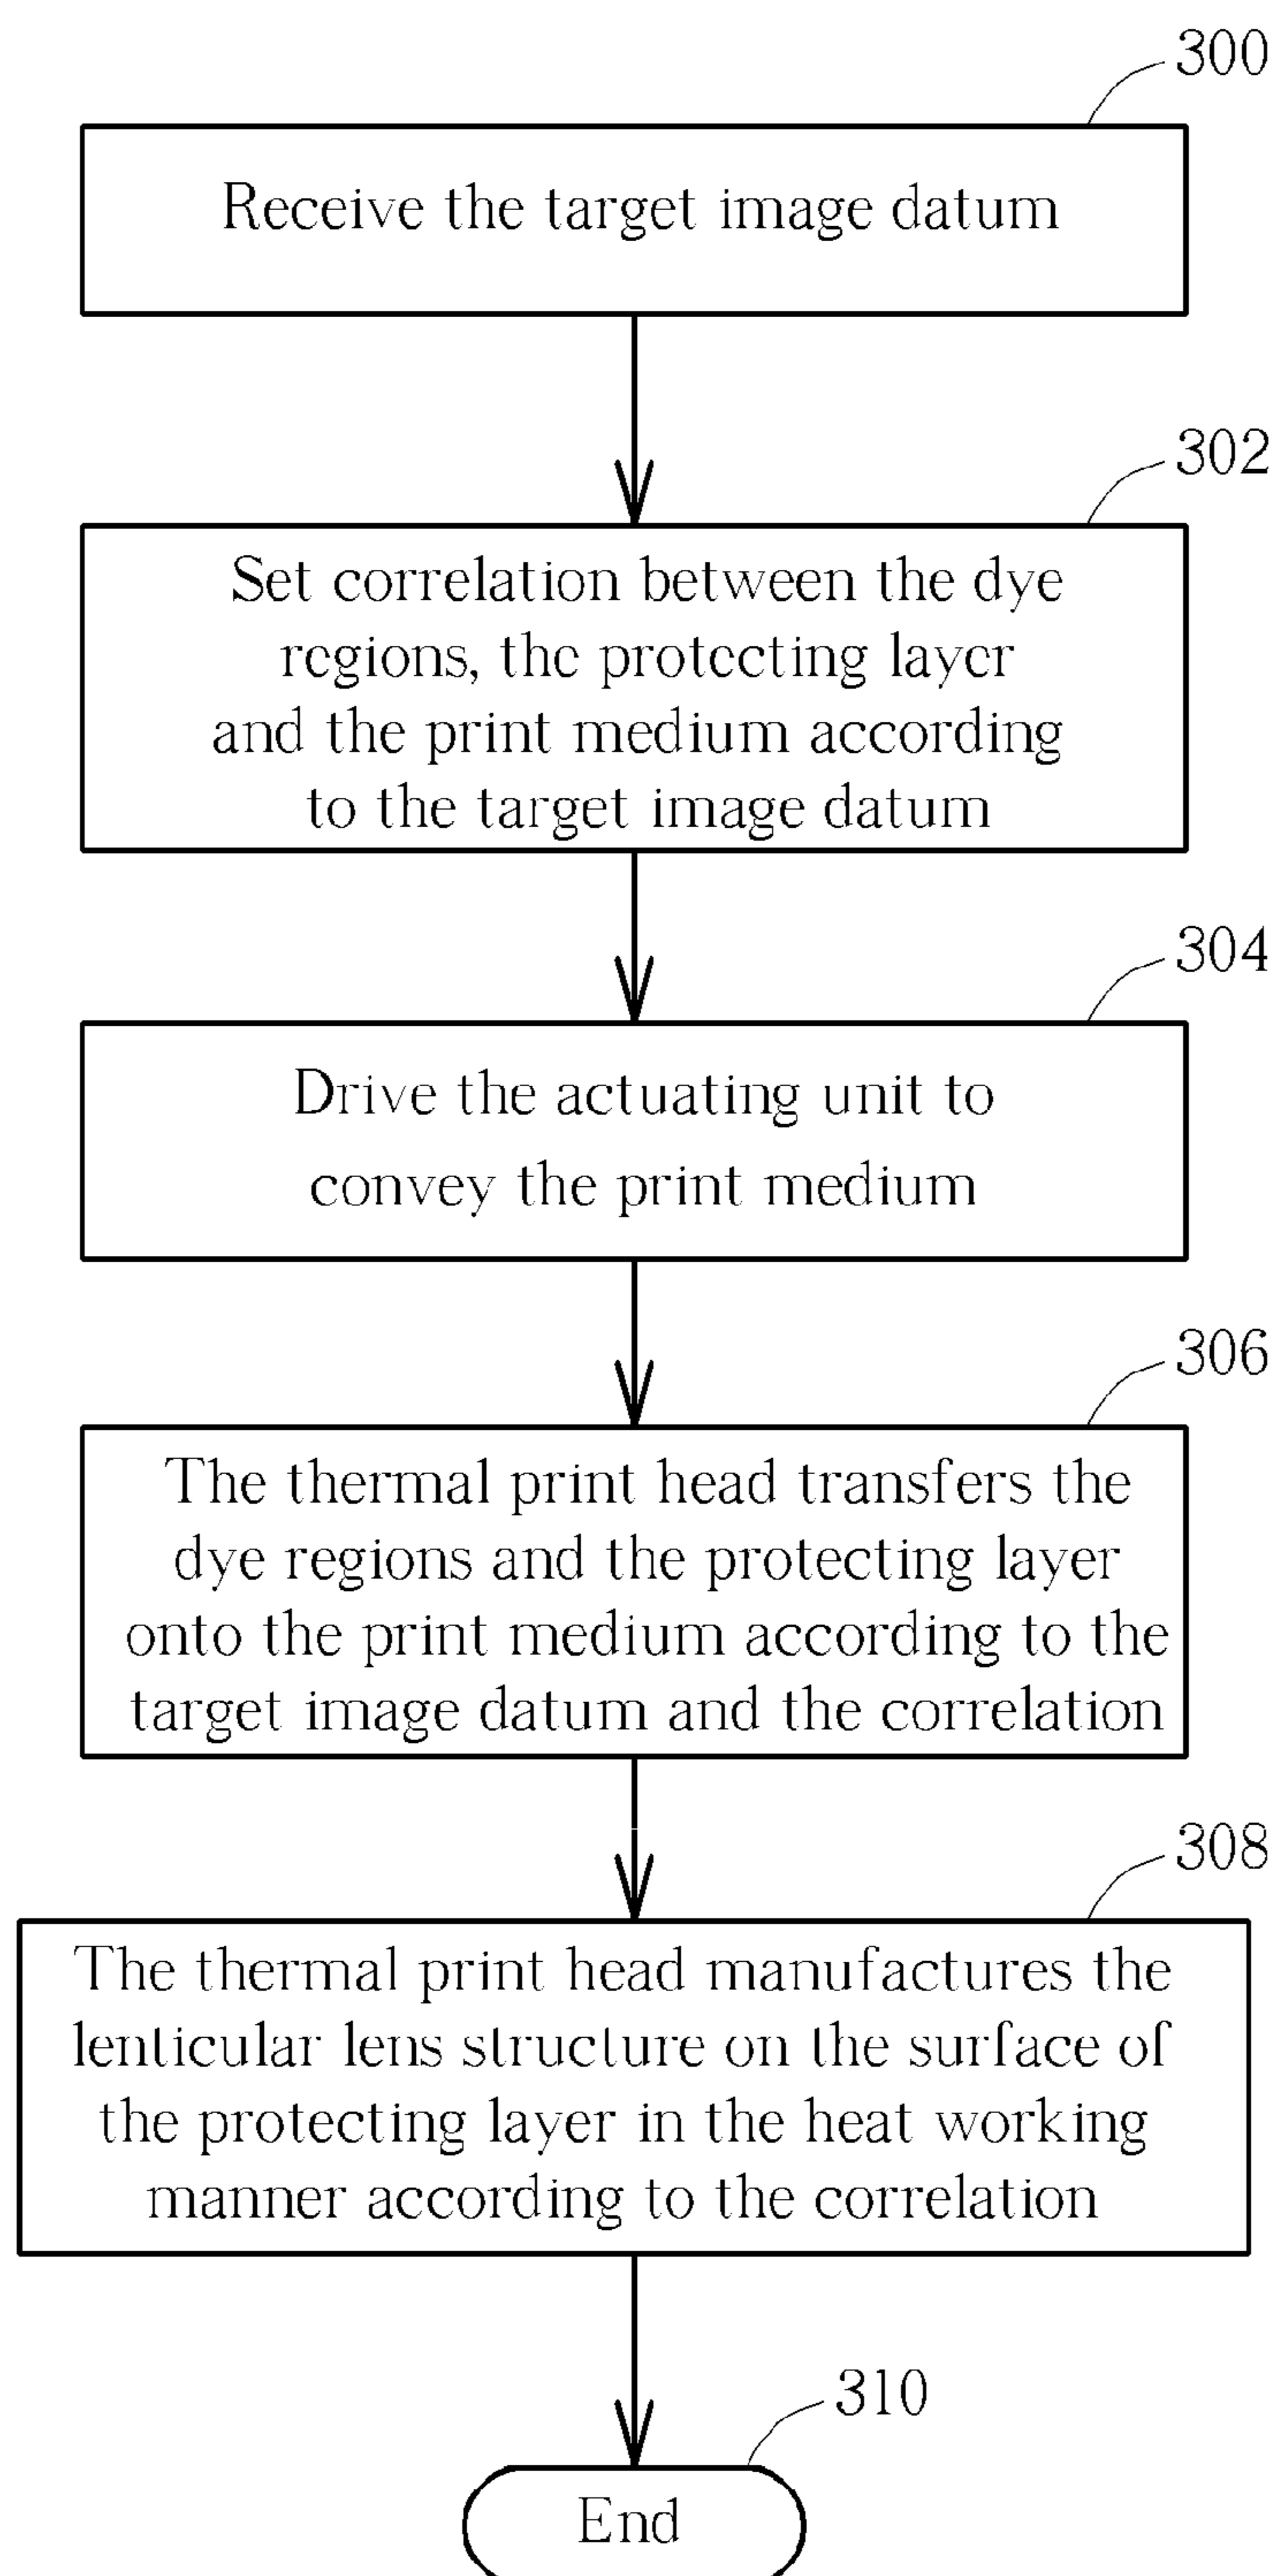 300
Receive the target image datum
302
Set correlation between the dye
regions, the protecting layer
and the print medium according
to the target image datum
304
Drive the actuating unit to
convey the print medium
306
The thermal print head transfers the
dye regions and the protecting layer
onto the print medium according to the
target image datum and the correlation
308
The thermal print head manufactures the
lenticular lens structure on the surface of
the protecting layer in the heat working
manner according to the correlation
310
End